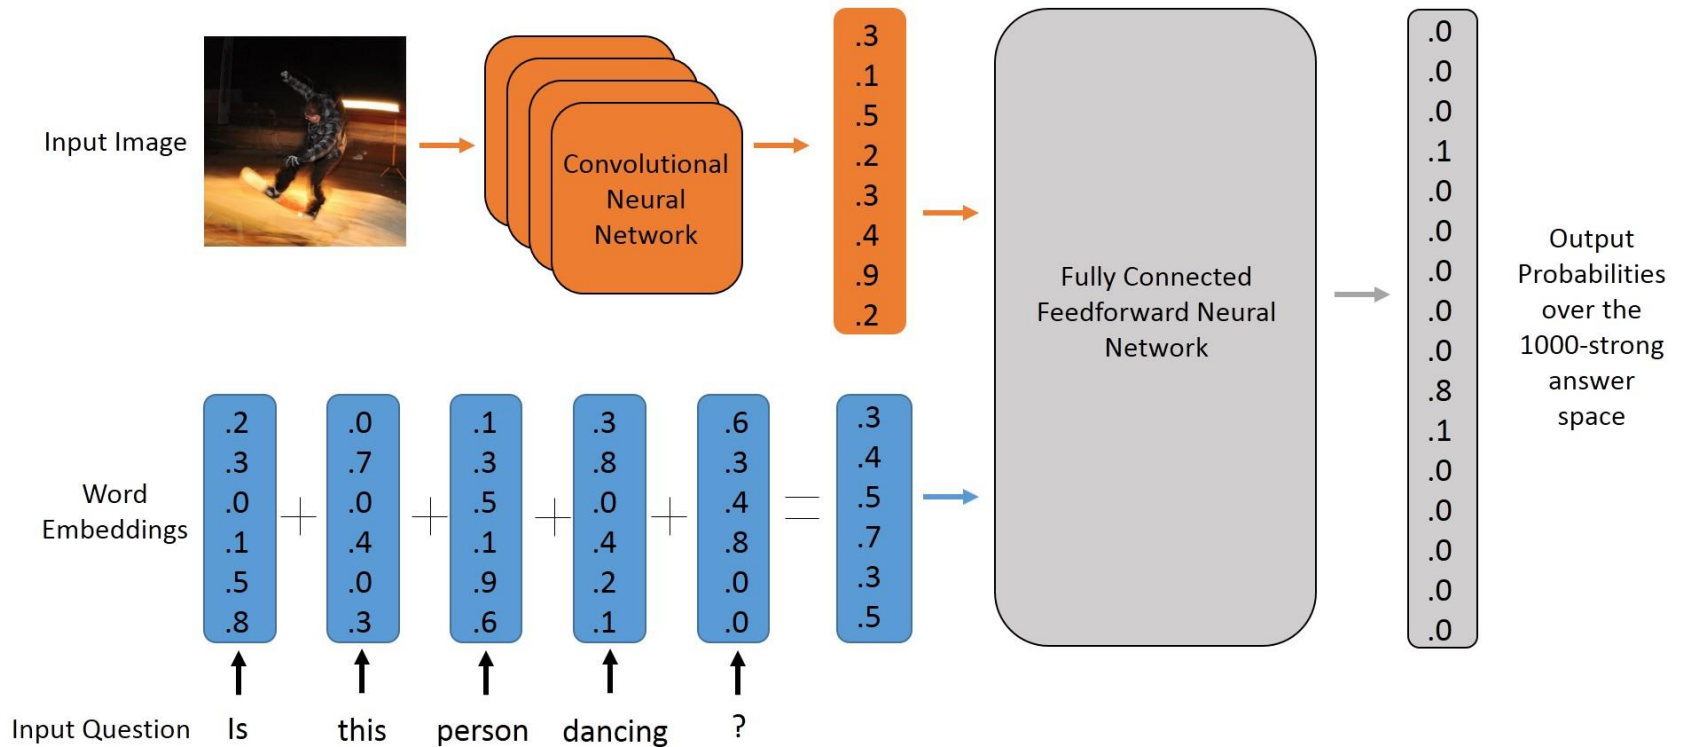 Input Image
Convolutional
Neural
Network
.3
.1
.5
.2
.3
.4
.9
.2
Fully Connected
Feedforward Neural
Network
.0
.0
.0
.1
.0
.0
.0
.0
.0
.8
.1
.0
.0
.0
.0
.0
Output
Probabilities
over the
1000-strong
answer
space
Word
Embeddings
.2 .0 .1 .3 .6 .3
.3 .7 .3 .8 .3 .4
.0 + .0 + .5 + .0 + .4 = .5
.1 .4 .1 .4 .8 .7
.5 .0 .9 .2 .0 .3
.8 .3 .6 .1 .0 .5
Input Question Is this person dancing ?